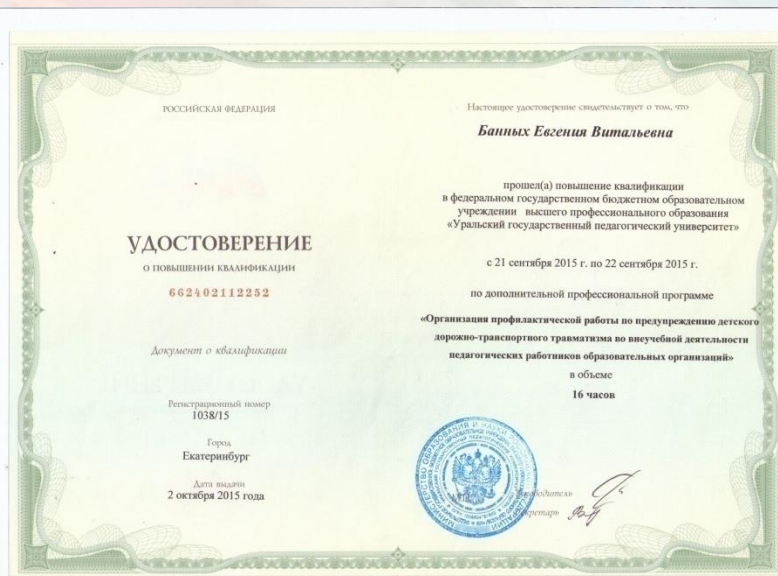 РОССИЙСКАЯ ФЕДЕРАЦИЯ
УДОСТОВЕРЕНИЕ
О ПОВЫШЕНИИ КВАЛИФИКАЦИИ
662402112252
Документ о квалификации
Регистрационный номер
1038/15
Город
Екатеринбург
Дата выдачи
2 октября 2015 года
Настоящее удостоверение свидетельствует о том, что
Банных Евгения Витальевна
прошел(а) повышение квалификации
в федеральном государственном бюджетном образовательном
учреждении высшего профессионального образования
«Уральский государственный педагогический университет»
с 21 сентября 2015 г. по 22 сентября 2015 г.
по дополнительной профессиональной программе
«Организация профилактической работы по предупреждению детского
дорожно-транспортного травматизма во внеучебной деятельности
педагогических работников образовательных организаций»
в объеме
16 часов
МИНИСТЕРСТВО ОБРАЗОВАНИЯ И НАУКИ